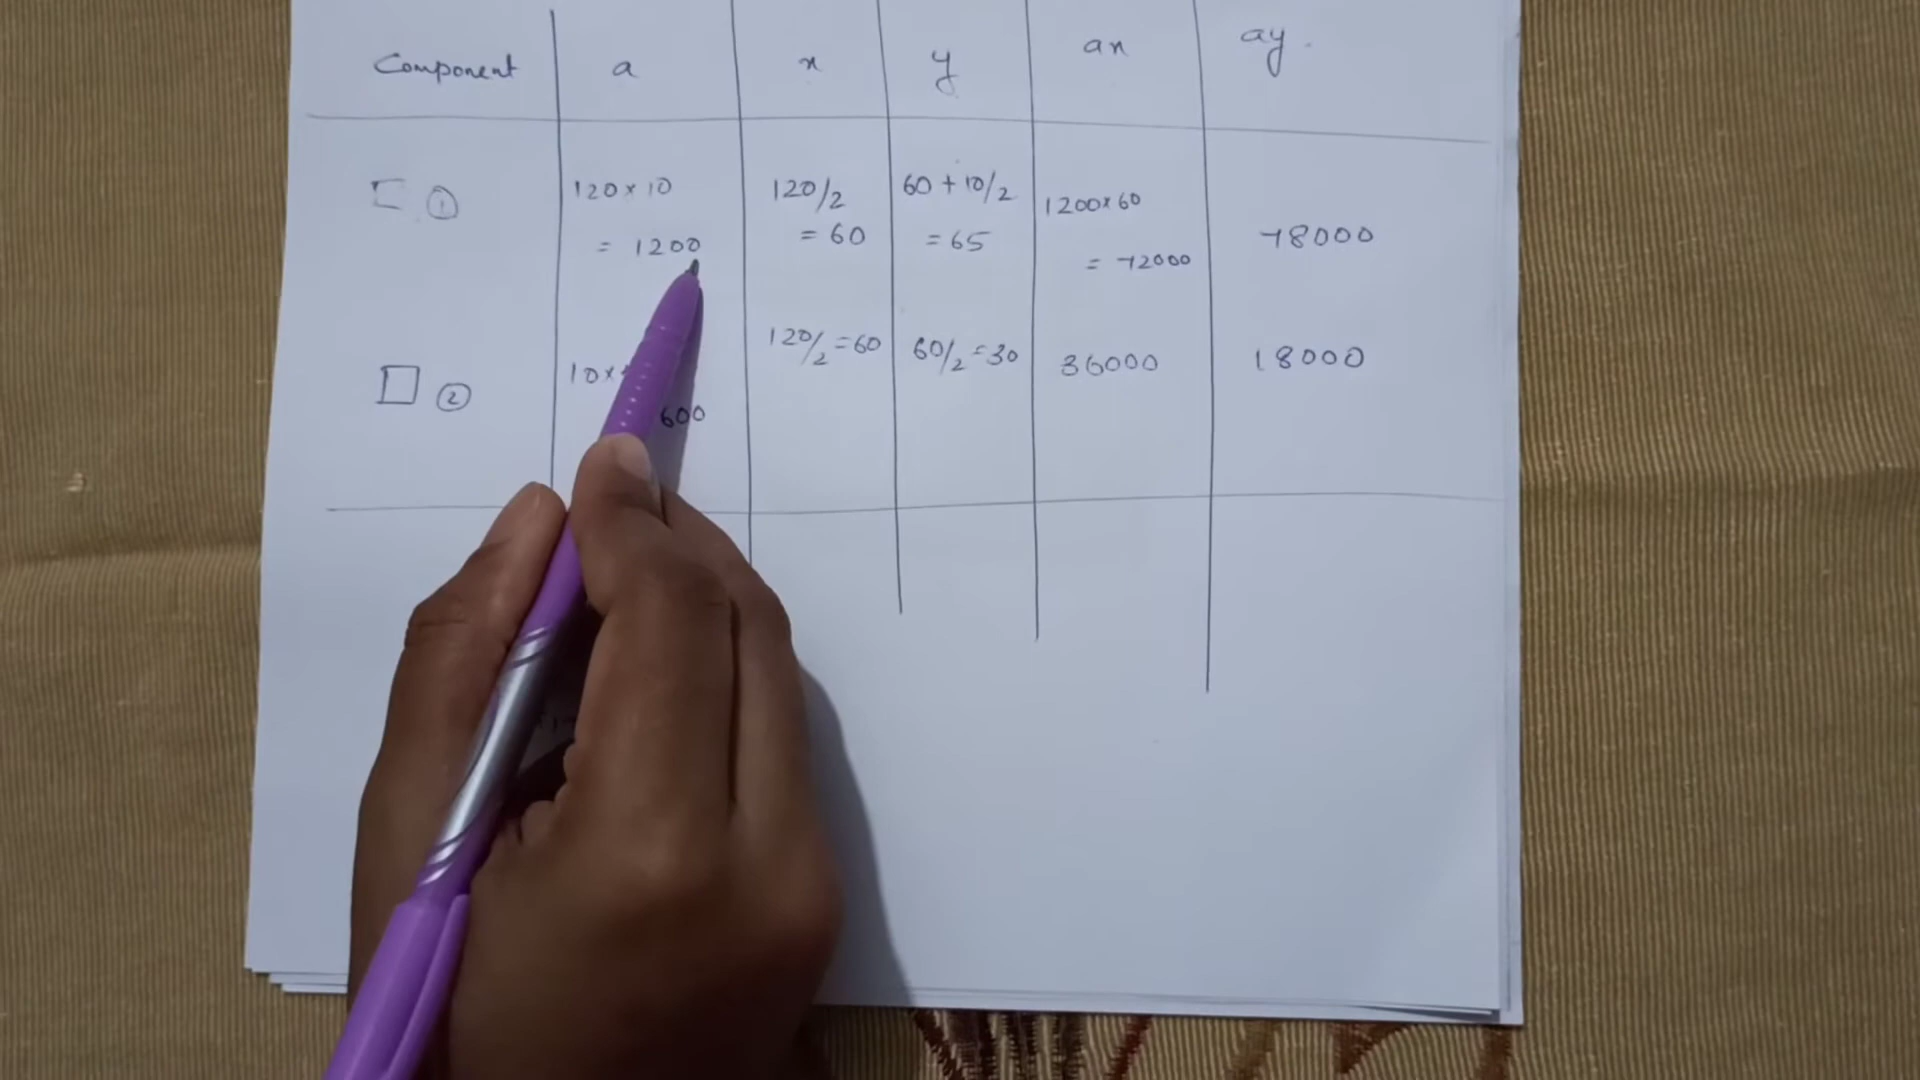 Component a x y ax ay.
① 120×10 120/2 60+10/2 1200×60 78000
= 1200 = 60 = 65 = 72000
② 10× 120/2=60 60/2=30 36000 18000
600